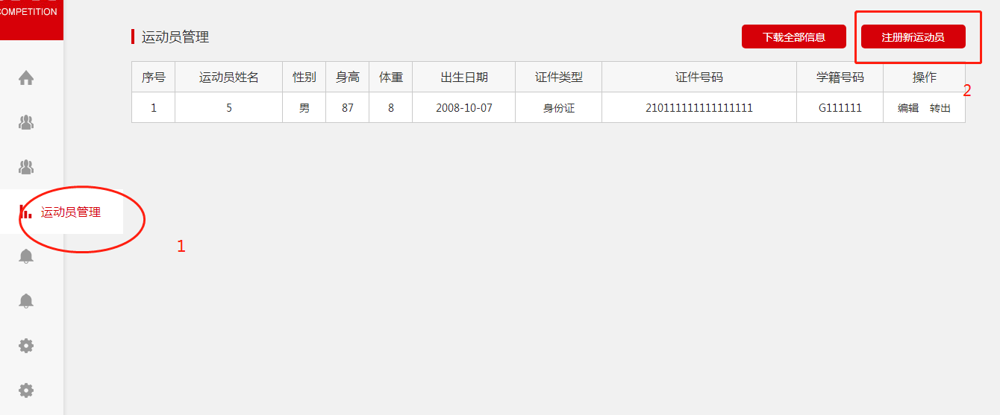 COMPETITION
运动员管理
下载全部信息
注册新运动员
序号 运动员姓名 性别 身高 体重 出生日期 证件类型 证件号码 学籍号码 操作
2
1 5 男 87 8 2008-10-07 身份证 210111111111111111 G111111 编辑 转出
运动员管理
1